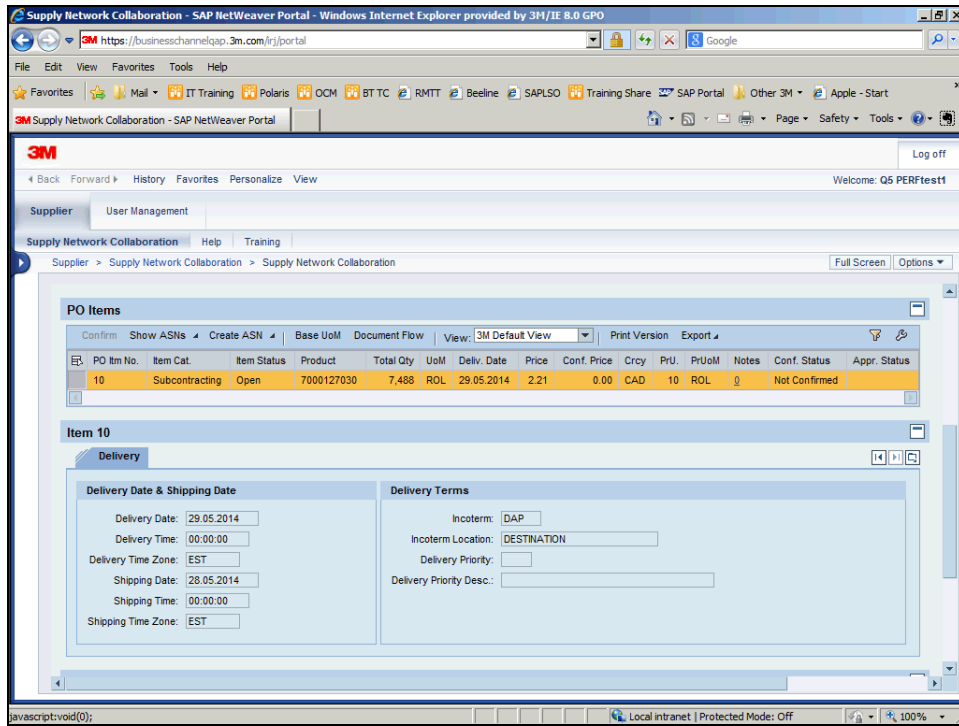 Supply Network Collaboration - SAP NetWeaver Portal - Windows Internet Explorer provided by 3M/IE 8.0 GPO
3M https://businesschannelqap.3m.com/irj/portal Google
File Edit View Favorites Tools Help
Favorites Mail IT Training Polaris OCM BT TC RMTT Beeline SAPLSO Training Share SAP Portal Other 3M Apple - Start
3M Supply Network Collaboration - SAP NetWeaver Portal Page Safety Tools
3M Log off
Back Forward History Favorites Personalize View Welcome: Q5 PERFtest1
Supplier User Management
Supply Network Collaboration Help Training
Supplier > Supply Network Collaboration > Supply Network Collaboration Full Screen Options
PO Items
Confirm Show ASNs Create ASN Base UoM Document Flow View: 3M Default View Print Version Export
PO Itm No. Item Cat. Item Status Product Total Qty UoM Deliv. Date Price Conf. Price Crcy PrU. PrUoM Notes Conf. Status Appr. Status
10 Subcontracting Open 7000127030 7,488 ROL 29.05.2014 2.21 0.00 CAD 10 ROL 0 Not Confirmed
Item 10
Delivery
Delivery Date & Shipping Date Delivery Terms
Delivery Date: 29.05.2014 Incoterm: DAP
Delivery Time: 00:00:00 Incoterm Location: DESTINATION
Delivery Time Zone: EST Delivery Priority:
Shipping Date: 28.05.2014 Delivery Priority Desc.:
Shipping Time: 00:00:00
Shipping Time Zone: EST
javascript:void(0); Local intranet | Protected Mode: Off 100%